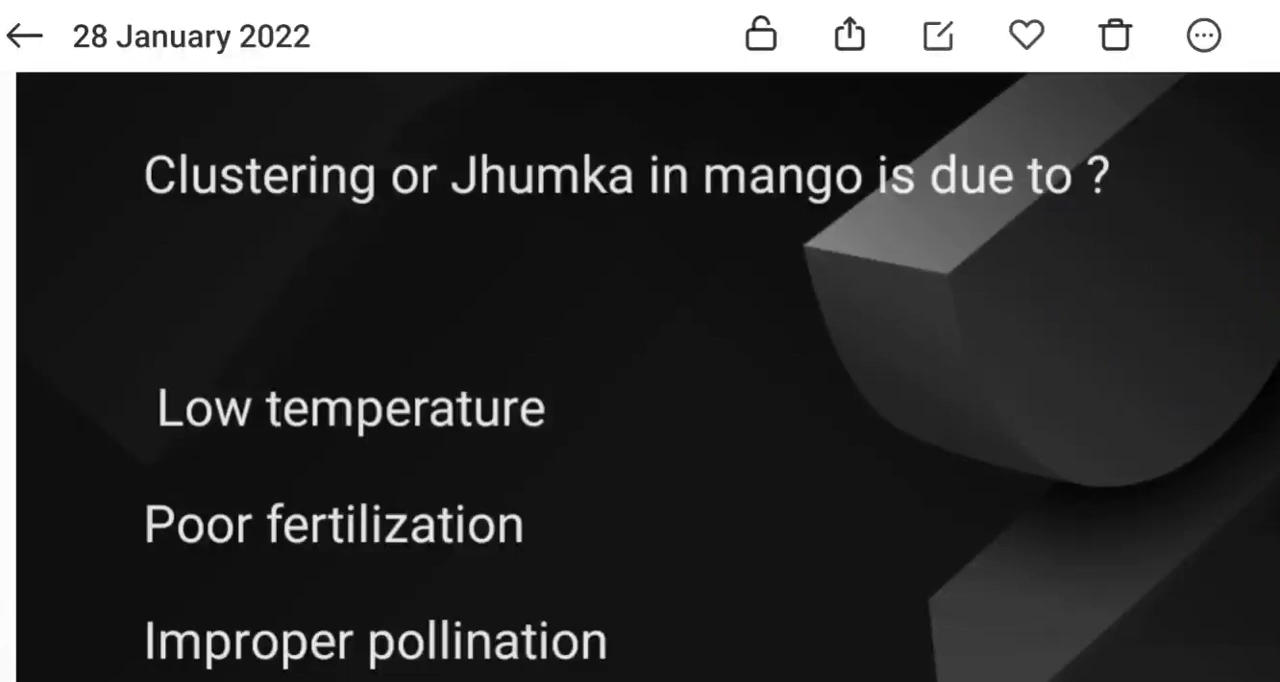 28 January 2022
Clustering or Jhumka in mango is due to ?
Low temperature
Poor fertilization
Improper pollination